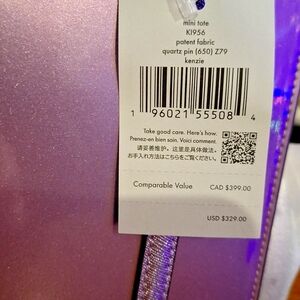 mini tote
KI956
patent fabric
quartz pin (650) Z79
kenzie
1 96021 55508 4
Take good care. Here's how.
Prenez-en bien soin. Voici comment.
请妥善维护。这里是具体做法。
お手入れ方法はこちらをご覧ください。
Comparable Value CAD $399.00
USD $329.00